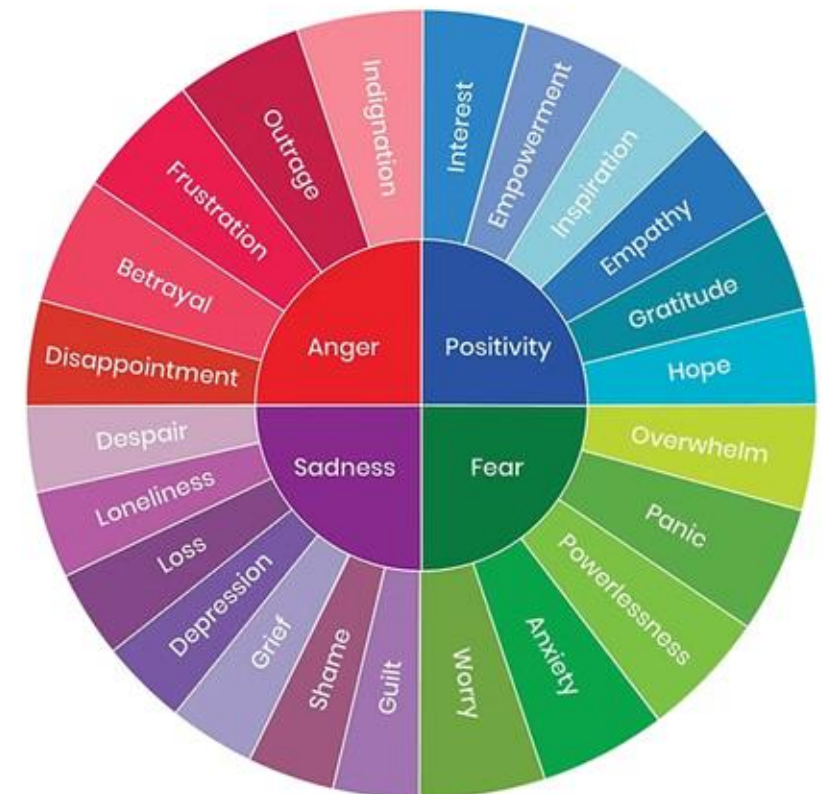 Indignation
Outrage
Frustration
Betrayal
Disappointment
Anger
Interest
Empowerment
Inspiration
Empathy
Gratitude
Hope
Positivity
Despair
Loneliness
Loss
Depression
Grief
Shame
Guilt
Sadness
Overwhelm
Panic
Powerlessness
Anxiety
Worry
Fear